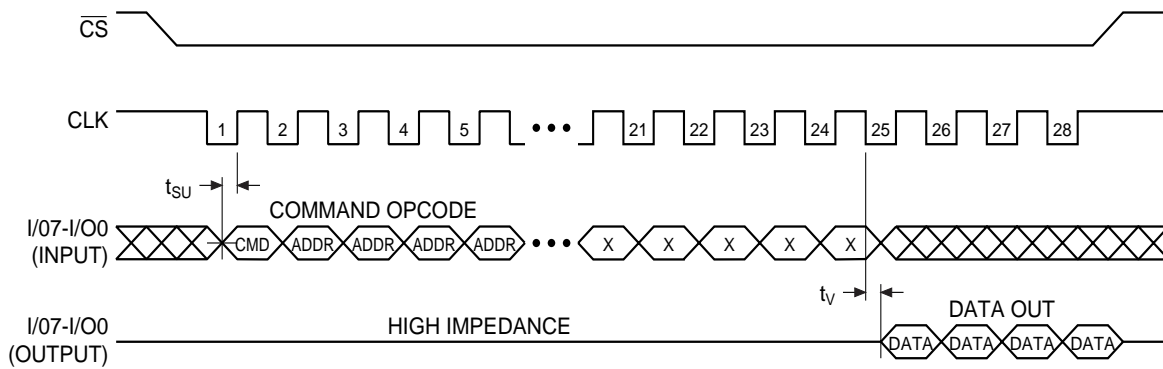 CS
CLK 1 2 3 4 5 ••• 21 22 23 24 25 26 27 28
tSU
COMMAND OPCODE
I/07-I/O0
(INPUT)
CMD ADDR ADDR ADDR ADDR ••• X X X X X
tV
DATA OUT
I/07-I/O0
(OUTPUT)
HIGH IMPEDANCE
DATA DATA DATA DATA